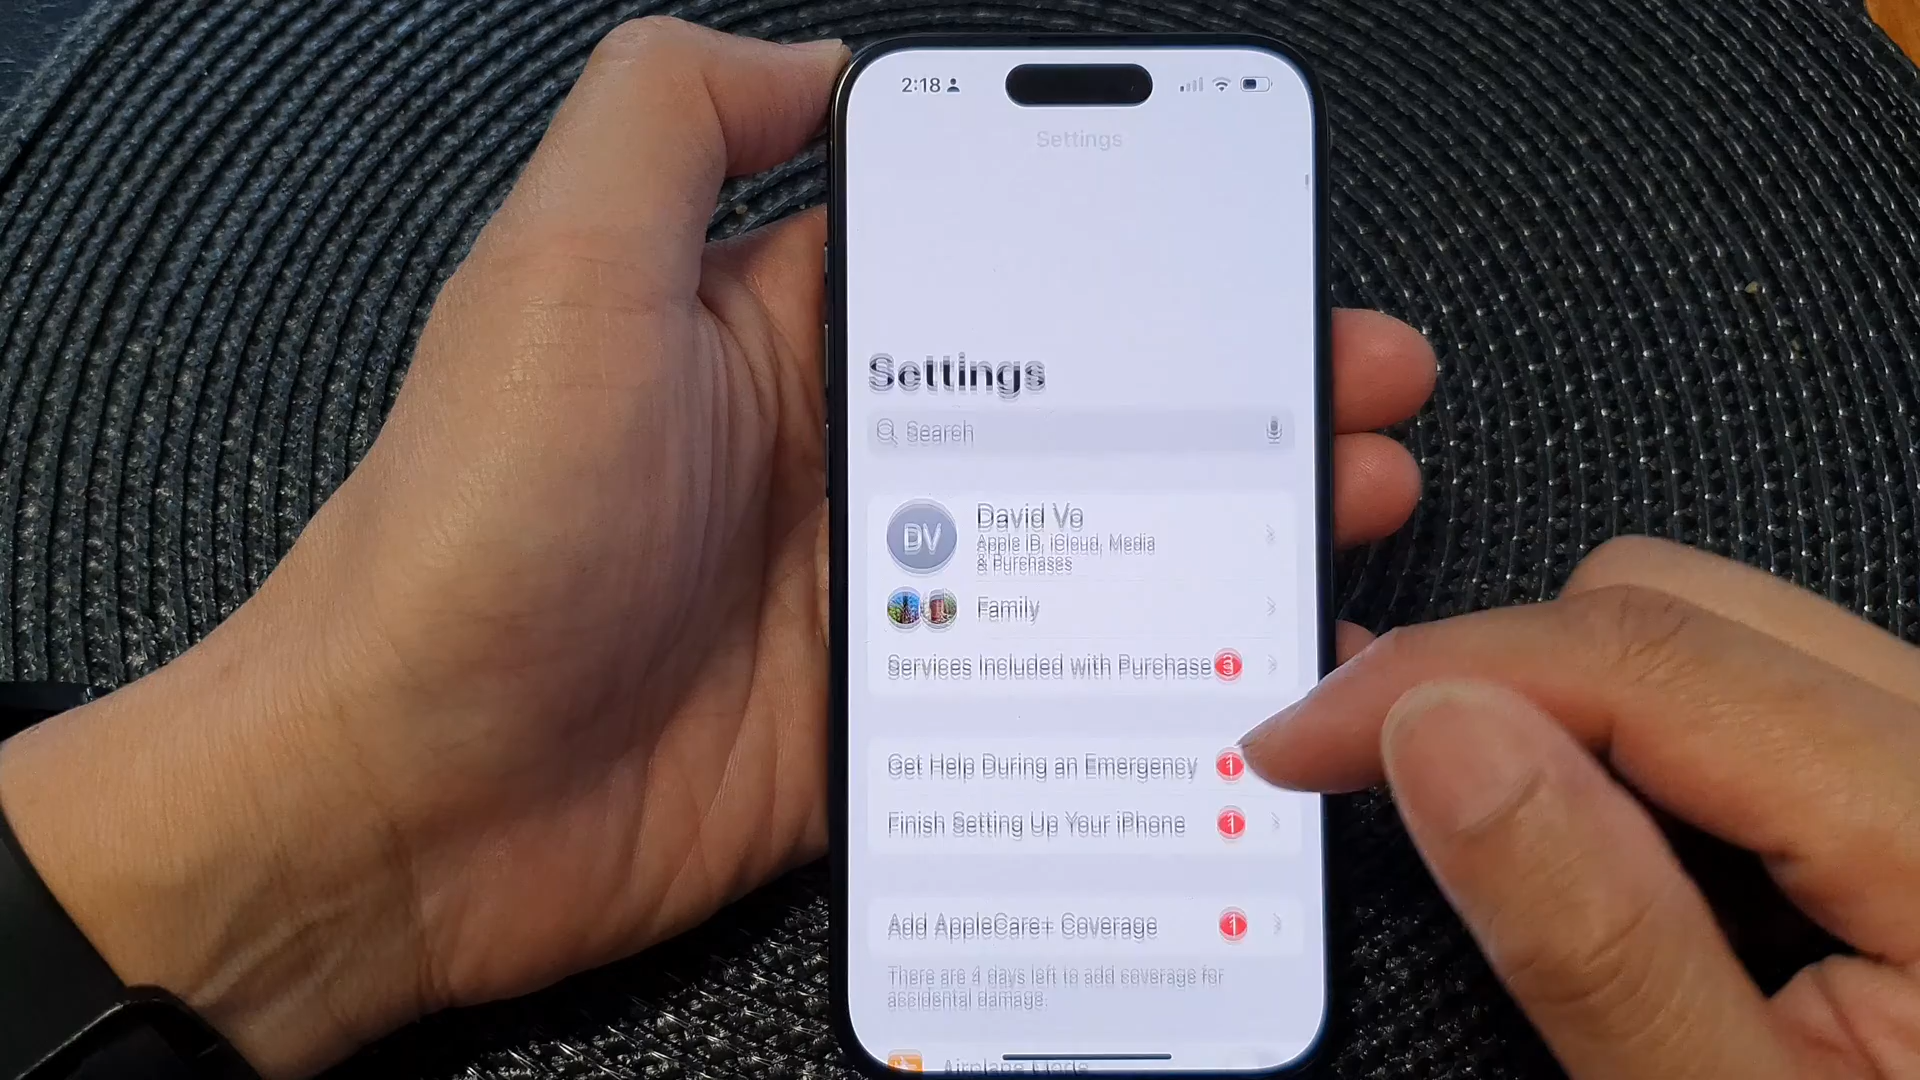 2:18
Settings
Settings
Search
DV
David Vo
Apple ID, iCloud, Media
& Purchases
Family
Services Included with Purchase 3
Get Help During an Emergency 1
Finish Setting Up Your iPhone 1
Add AppleCare+ Coverage 1
There are 4 days left to add coverage for
accidental damage.
Airplane Mode